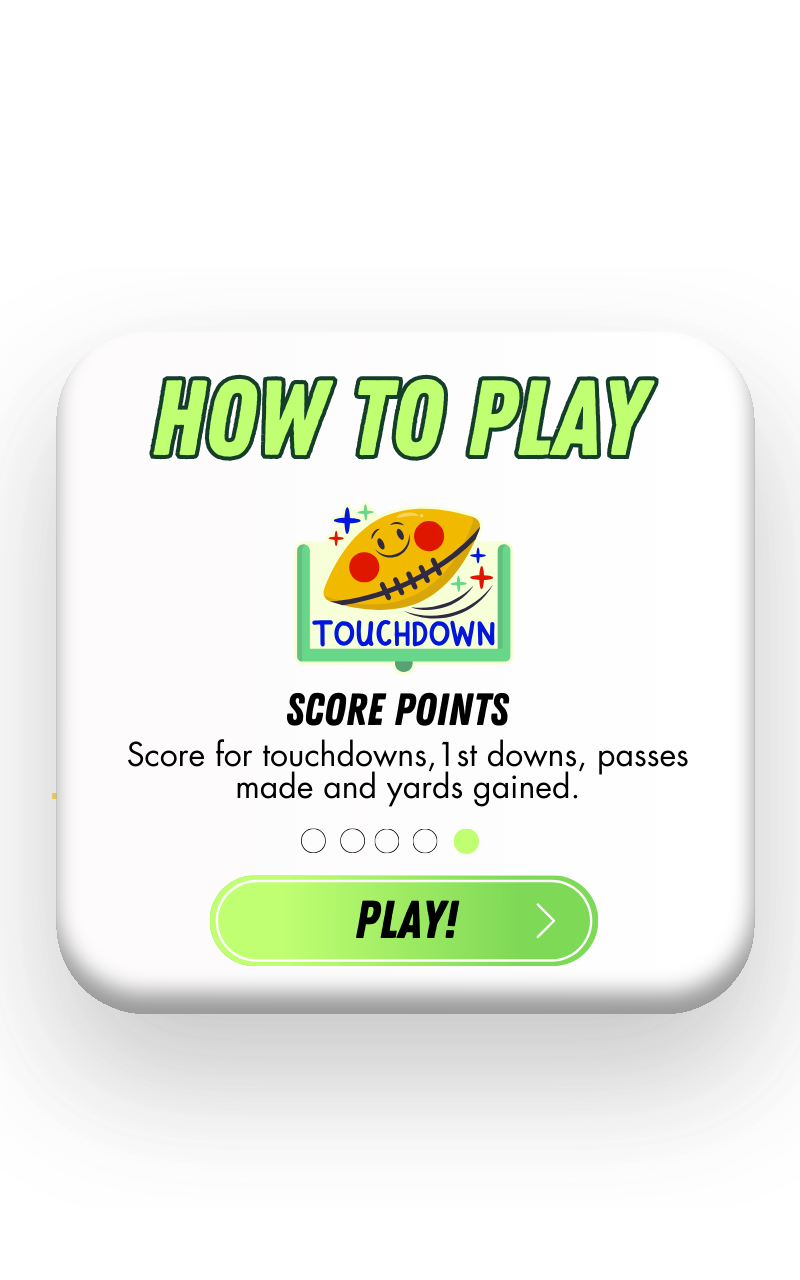 HOW TO PLAY
TOUCHDOWN
SCORE POINTS
Score for touchdowns,1st downs, passes
made and yards gained.
PLAY!